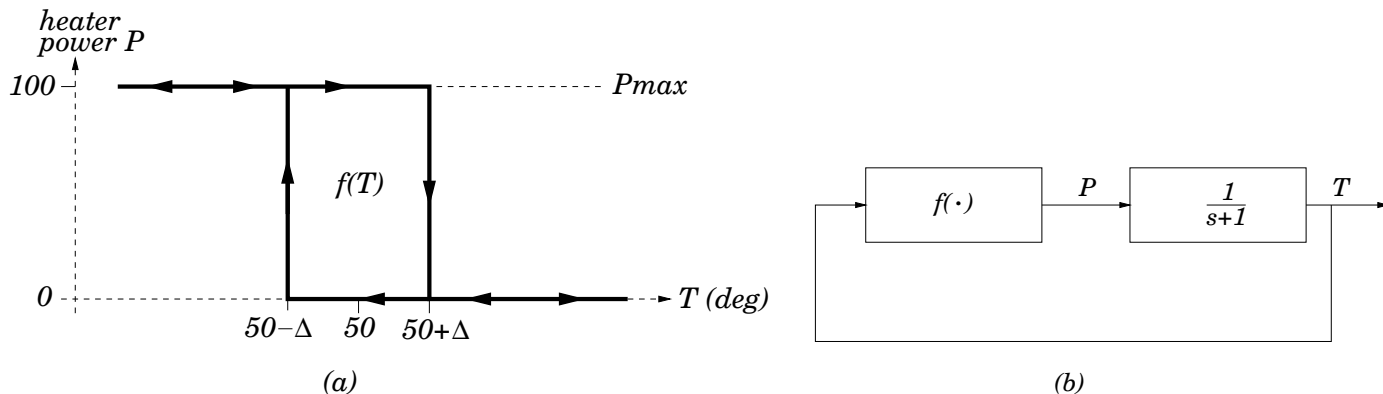 heater
power P
100
Pmax
f(T)
0
T (deg)
50−Δ
50
50+Δ
(a)
f(·)
P
1
s+1
T
(b)